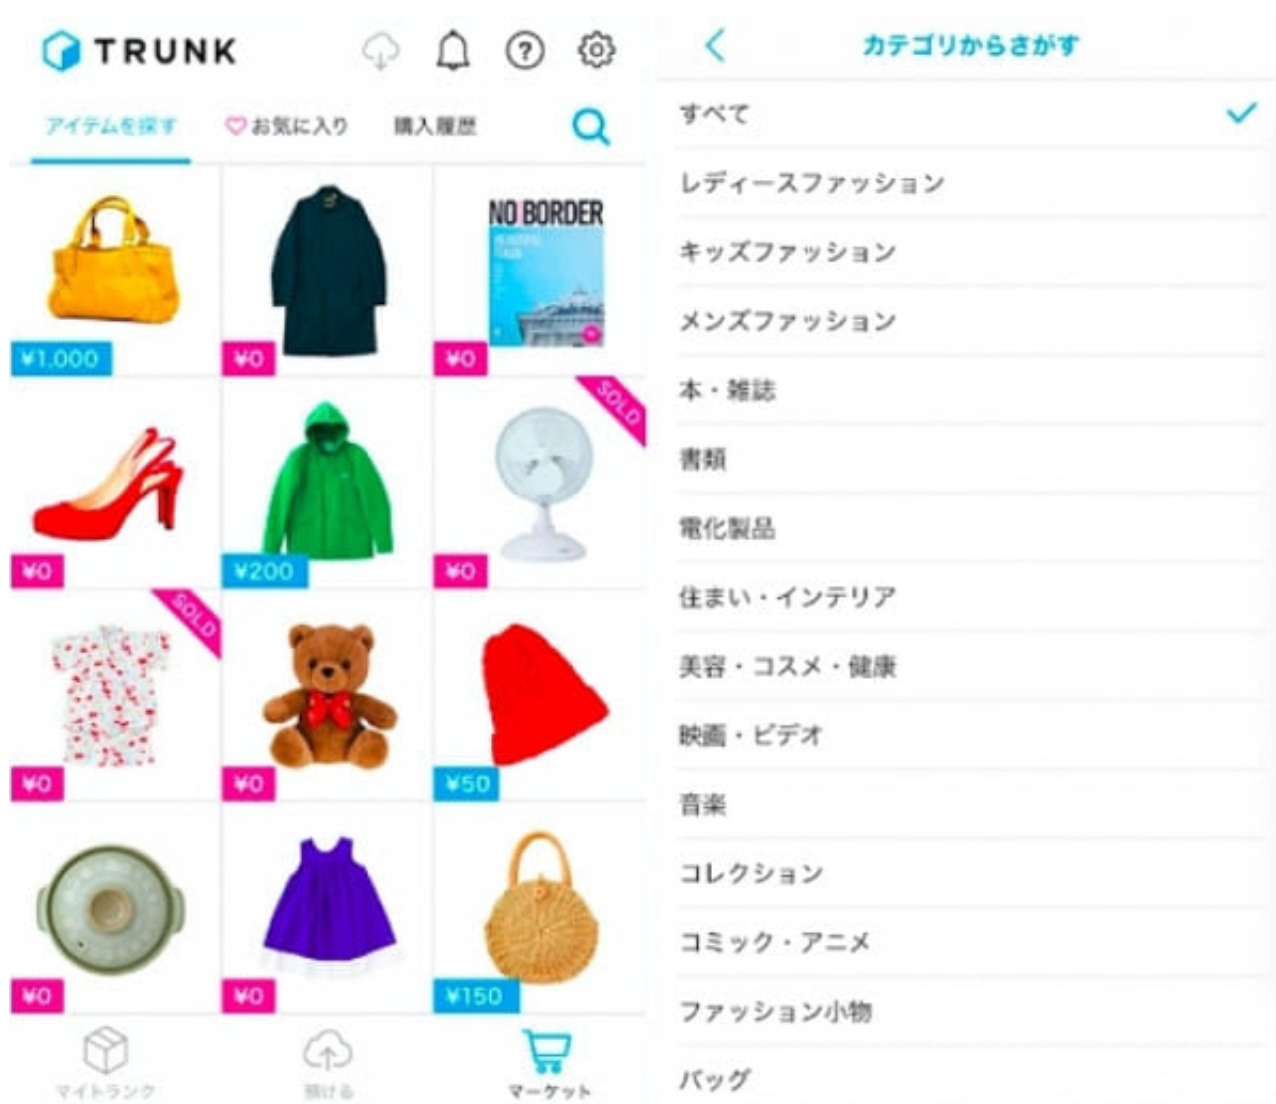 TRUNK
アイテムを探す お気に入り 購入履歴
NO BORDER
¥1,000 ¥0 ¥0
SOLD
¥0 ¥200 ¥0
SOLD
¥0 ¥0 ¥50
¥0 ¥0 ¥150
マイトランク 預ける マーケット
カテゴリからさがす
すべて
レディースファッション
キッズファッション
メンズファッション
本・雑誌
書類
電化製品
住まい・インテリア
美容・コスメ・健康
映画・ビデオ
音楽
コレクション
コミック・アニメ
ファッション小物
バッグ